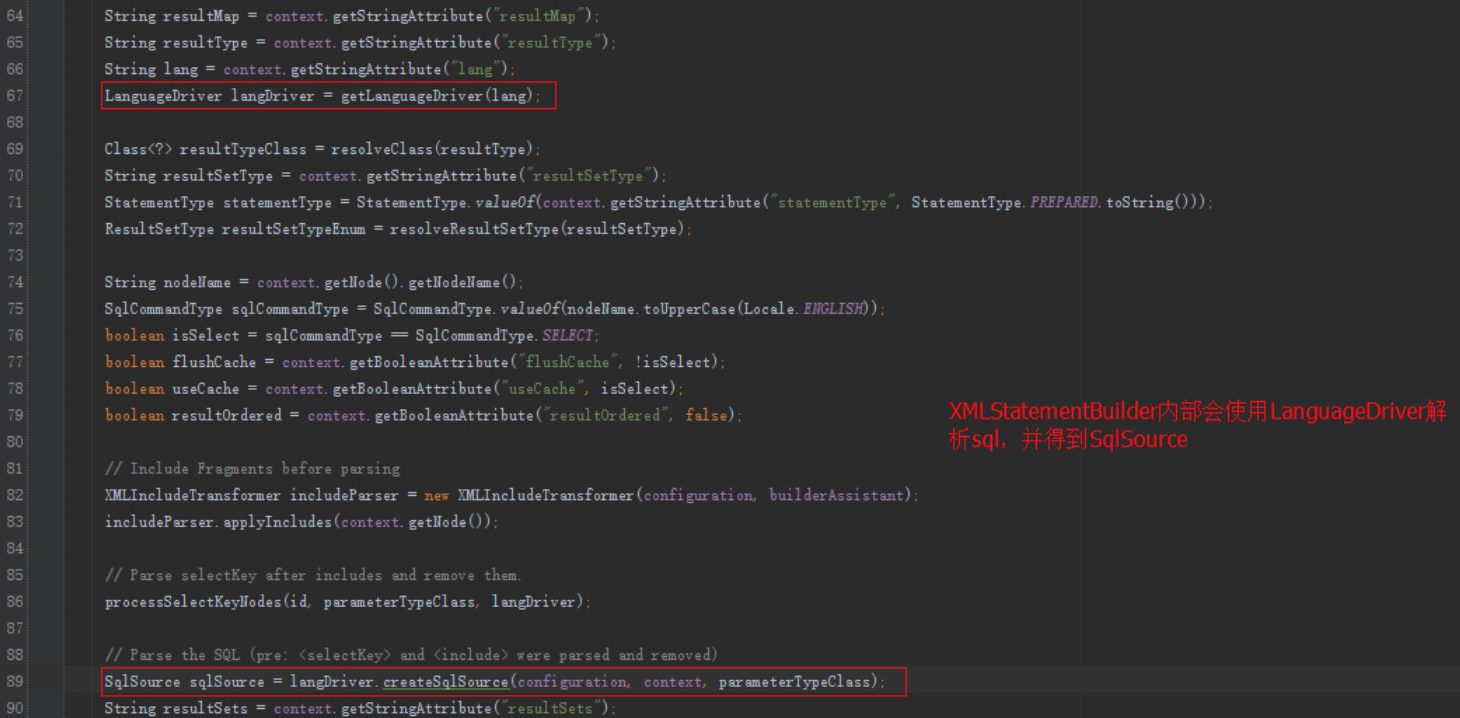 64 String resultMap = context.getStringAttribute("resultMap");
65 String resultType = context.getStringAttribute("resultType");
66 String lang = context.getStringAttribute("lang");
67 LanguageDriver langDriver = getLanguageDriver(lang);
68
69 Class<?> resultTypeClass = resolveClass(resultType);
70 String resultSetType = context.getStringAttribute("resultSetType");
71 StatementType statementType = StatementType.valueOf(context.getStringAttribute("statementType", StatementType.PREPARED.toString()));
72 ResultSetType resultSetTypeEnum = resolveResultSetType(resultSetType);
73
74 String nodeName = context.getNode().getNodeName();
75 SqlCommandType sqlCommandType = SqlCommandType.valueOf(nodeName.toUpperCase(Locale.ENGLISH));
76 boolean isSelect = sqlCommandType == SqlCommandType.SELECT;
77 boolean flushCache = context.getBooleanAttribute("flushCache", !isSelect);
78 boolean useCache = context.getBooleanAttribute("useCache", isSelect);
79 boolean resultOrdered = context.getBooleanAttribute("resultOrdered", false);
XMLStatementBuilder内部会使用LanguageDriver解
析sql，并得到SqlSource
80
81 // Include Fragments before parsing
82 XMLIncludeTransformer includeParser = new XMLIncludeTransformer(configuration, builderAssistant);
83 includeParser.applyIncludes(context.getNode());
84
85 // Parse selectKey after includes and remove them.
86 processSelectKeyNodes(id, parameterTypeClass, langDriver);
87
88 // Parse the SQL (pre: <selectKey> and <include> were parsed and removed)
89 SqlSource sqlSource = langDriver.createSqlSource(configuration, context, parameterTypeClass);
90 String resultSets = context.getStringAttribute("resultSets");